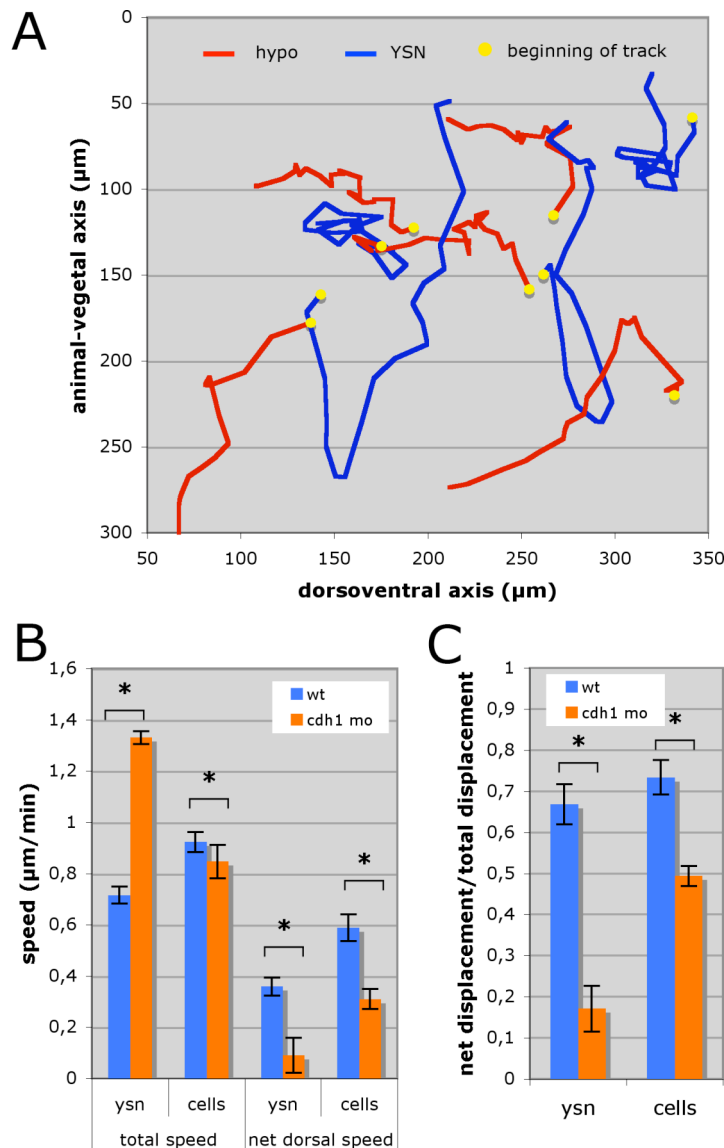 A
hypo YSN beginning of track
0
50
100
150
200
250
300
animal-vegetal axis (µm)
50 100 150 200 250 300 350
dorsoventral axis (µm)
B
1,6
1,4
1,2
1
0,8
0,6
0,4
0,2
0
speed (µm/min)
wt
cdh1 mo
* * * *
ysn cells ysn cells
total speed net dorsal speed
C
1
0,9
0,8
0,7
0,6
0,5
0,4
0,3
0,2
0,1
0
net displacement/total displacement
wt
cdh1 mo
* *
ysn cells